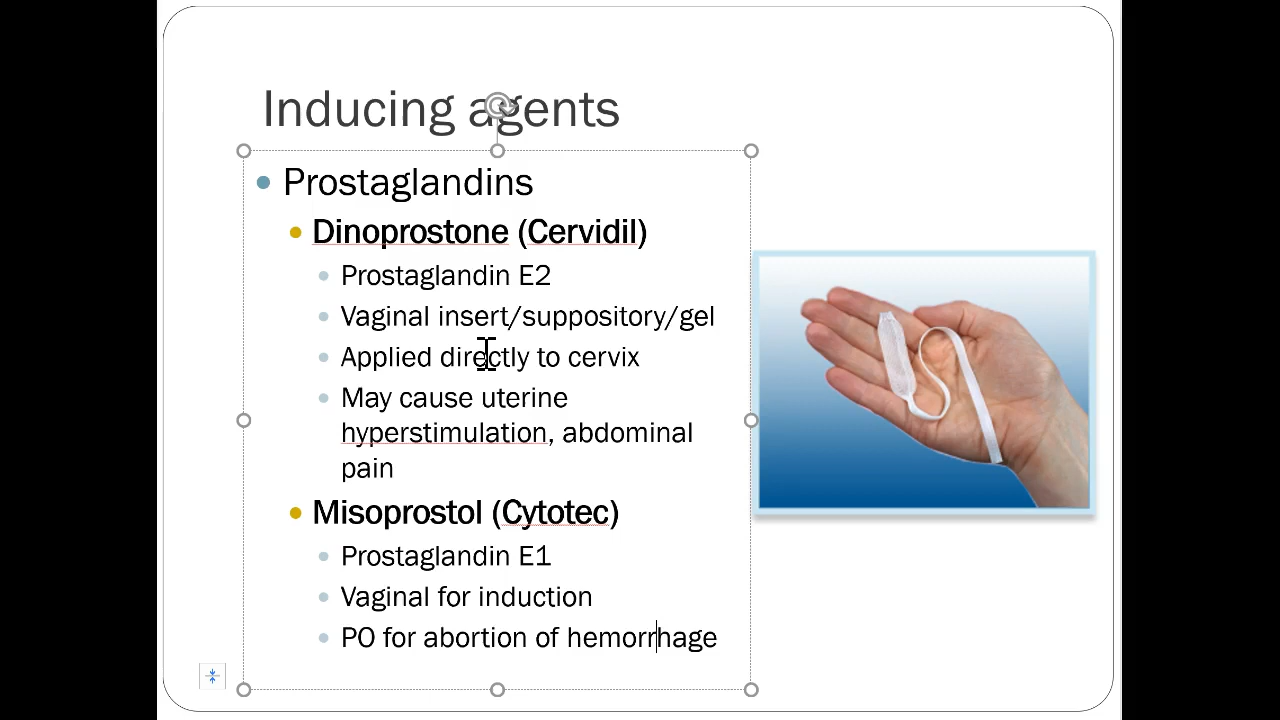 Inducing agents
Prostaglandins
Dinoprostone (Cervidil)
Prostaglandin E2
Vaginal insert/suppository/gel
Applied directly to cervix
May cause uterine
hyperstimulation, abdominal
pain
Misoprostol (Cytotec)
Prostaglandin E1
Vaginal for induction
PO for abortion of hemorrhage